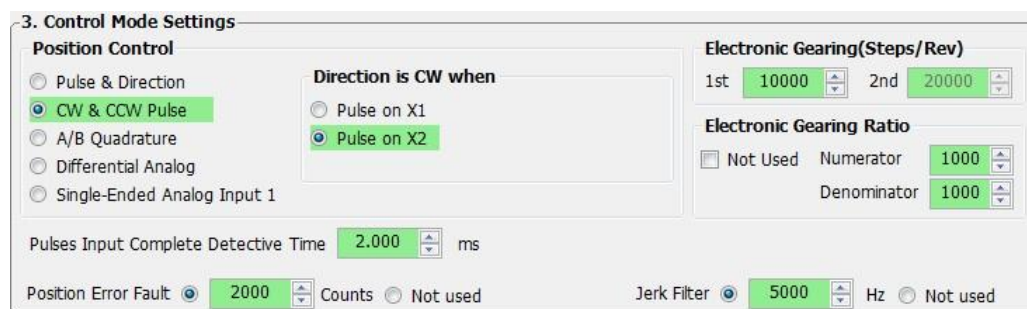 3. Control Mode Settings
Position Control
Pulse & Direction
CW & CCW Pulse
A/B Quadrature
Differential Analog
Single-Ended Analog Input 1
Direction is CW when
Pulse on X1
Pulse on X2
Electronic Gearing(Steps/Rev)
1st 10000 2nd 20000
Electronic Gearing Ratio
Not Used Numerator 1000
Denominator 1000
Pulses Input Complete Detective Time 2.000 ms
Position Error Fault 2000 Counts Not used Jerk Filter 5000 Hz Not used